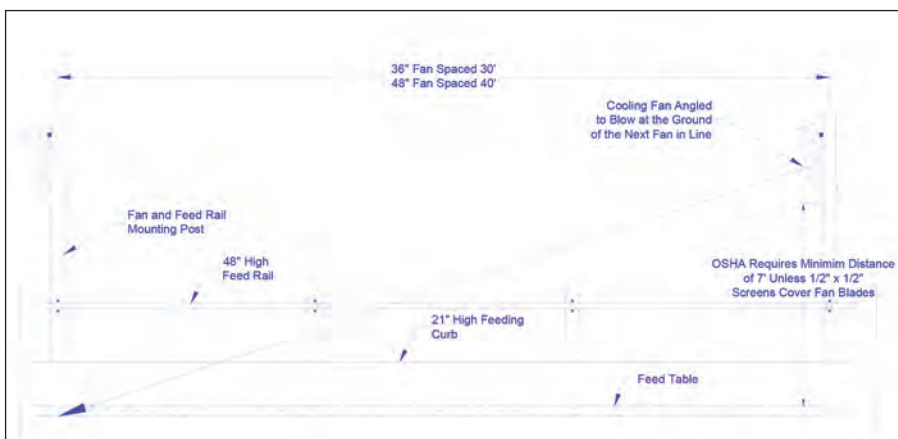 36" Fan Spaced 30'
48" Fan Spaced 40'
Cooling Fan Angled
to Blow at the Ground
of the Next Fan in Line
Fan and Feed Rail
Mounting Post
48" High
Feed Rail
OSHA Requires Minimim Distance
of 7' Unless 1/2" x 1/2"
Screens Cover Fan Blades
21" High Feeding
Curb
Feed Table